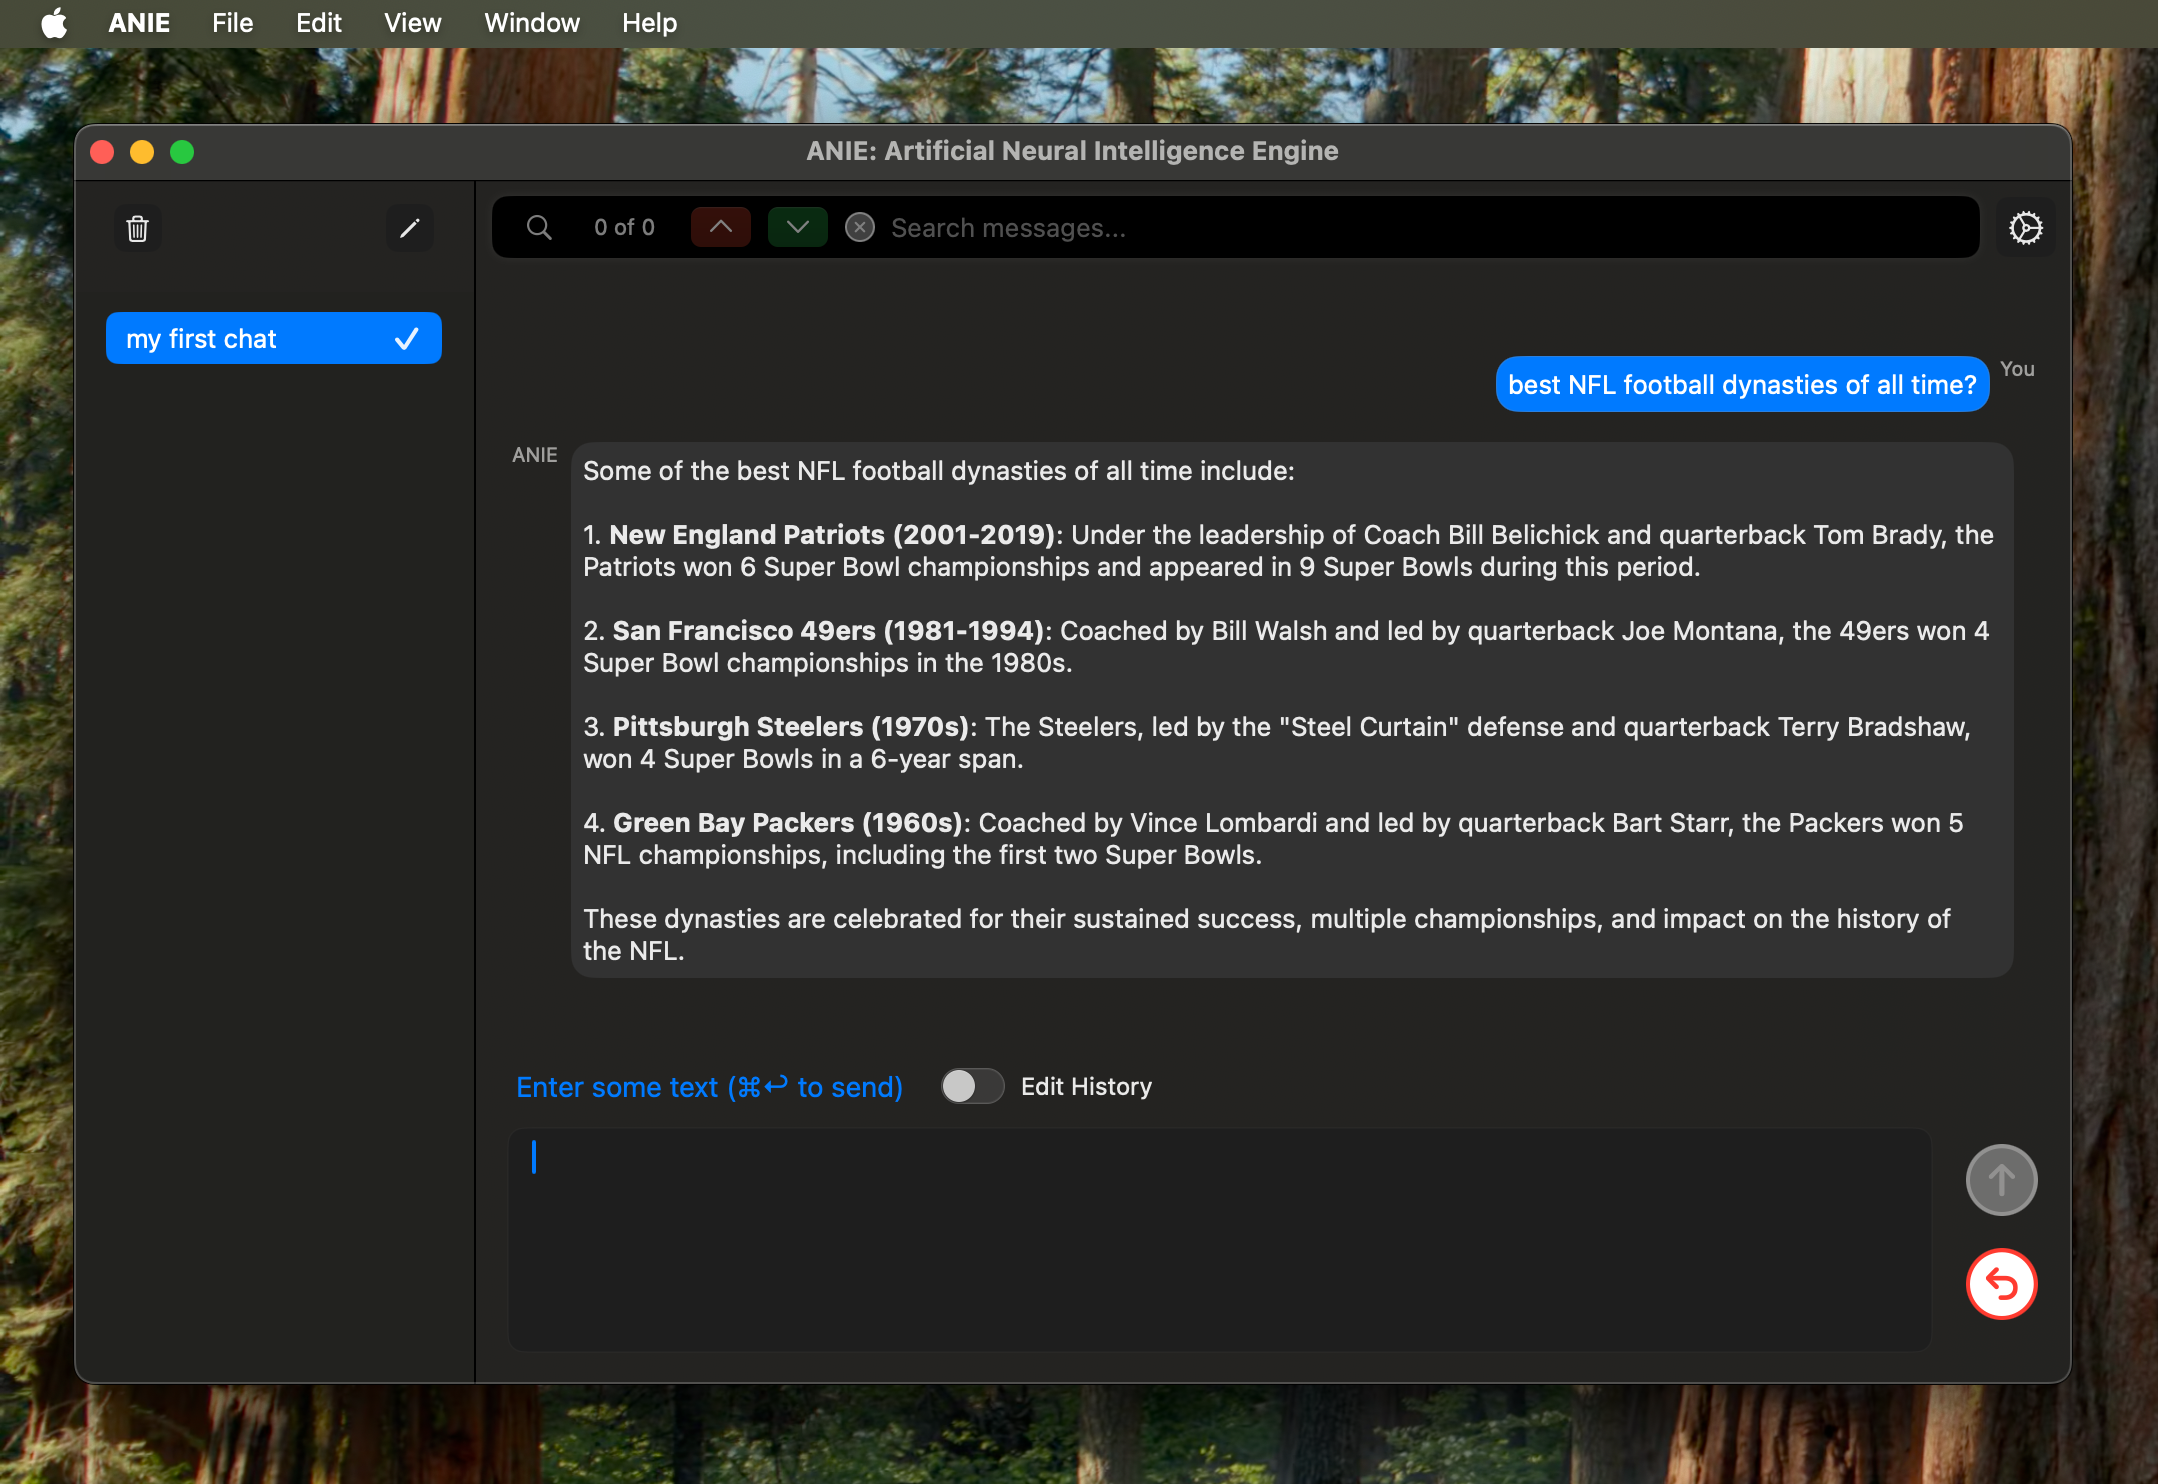 ANIE File Edit View Window Help
ANIE: Artificial Neural Intelligence Engine
0 of 0 Search messages...
my first chat
You
best NFL football dynasties of all time?
ANIE
Some of the best NFL football dynasties of all time include:
1. New England Patriots (2001-2019): Under the leadership of Coach Bill Belichick and quarterback Tom Brady, the
Patriots won 6 Super Bowl championships and appeared in 9 Super Bowls during this period.
2. San Francisco 49ers (1981-1994): Coached by Bill Walsh and led by quarterback Joe Montana, the 49ers won 4
Super Bowl championships in the 1980s.
3. Pittsburgh Steelers (1970s): The Steelers, led by the "Steel Curtain" defense and quarterback Terry Bradshaw,
won 4 Super Bowls in a 6-year span.
4. Green Bay Packers (1960s): Coached by Vince Lombardi and led by quarterback Bart Starr, the Packers won 5
NFL championships, including the first two Super Bowls.
These dynasties are celebrated for their sustained success, multiple championships, and impact on the history of
the NFL.
Enter some text (⌘↩ to send) Edit History